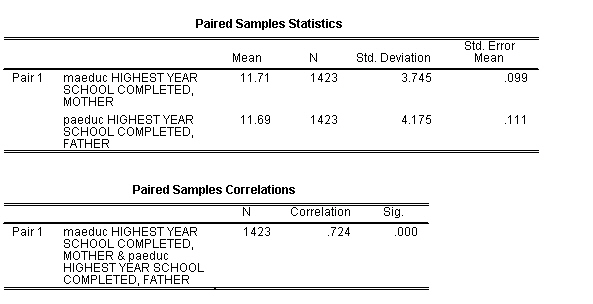 Paired Samples Statistics
Mean N Std. Deviation Std. Error Mean
Pair 1 maeduc HIGHEST YEAR 11.71 1423 3.745 .099
SCHOOL COMPLETED,
MOTHER
paeduc HIGHEST YEAR 11.69 1423 4.175 .111
SCHOOL COMPLETED,
FATHER
Paired Samples Correlations
N Correlation Sig.
Pair 1 maeduc HIGHEST YEAR 1423 .724 .000
SCHOOL COMPLETED,
MOTHER & paeduc
HIGHEST YEAR SCHOOL
COMPLETED, FATHER